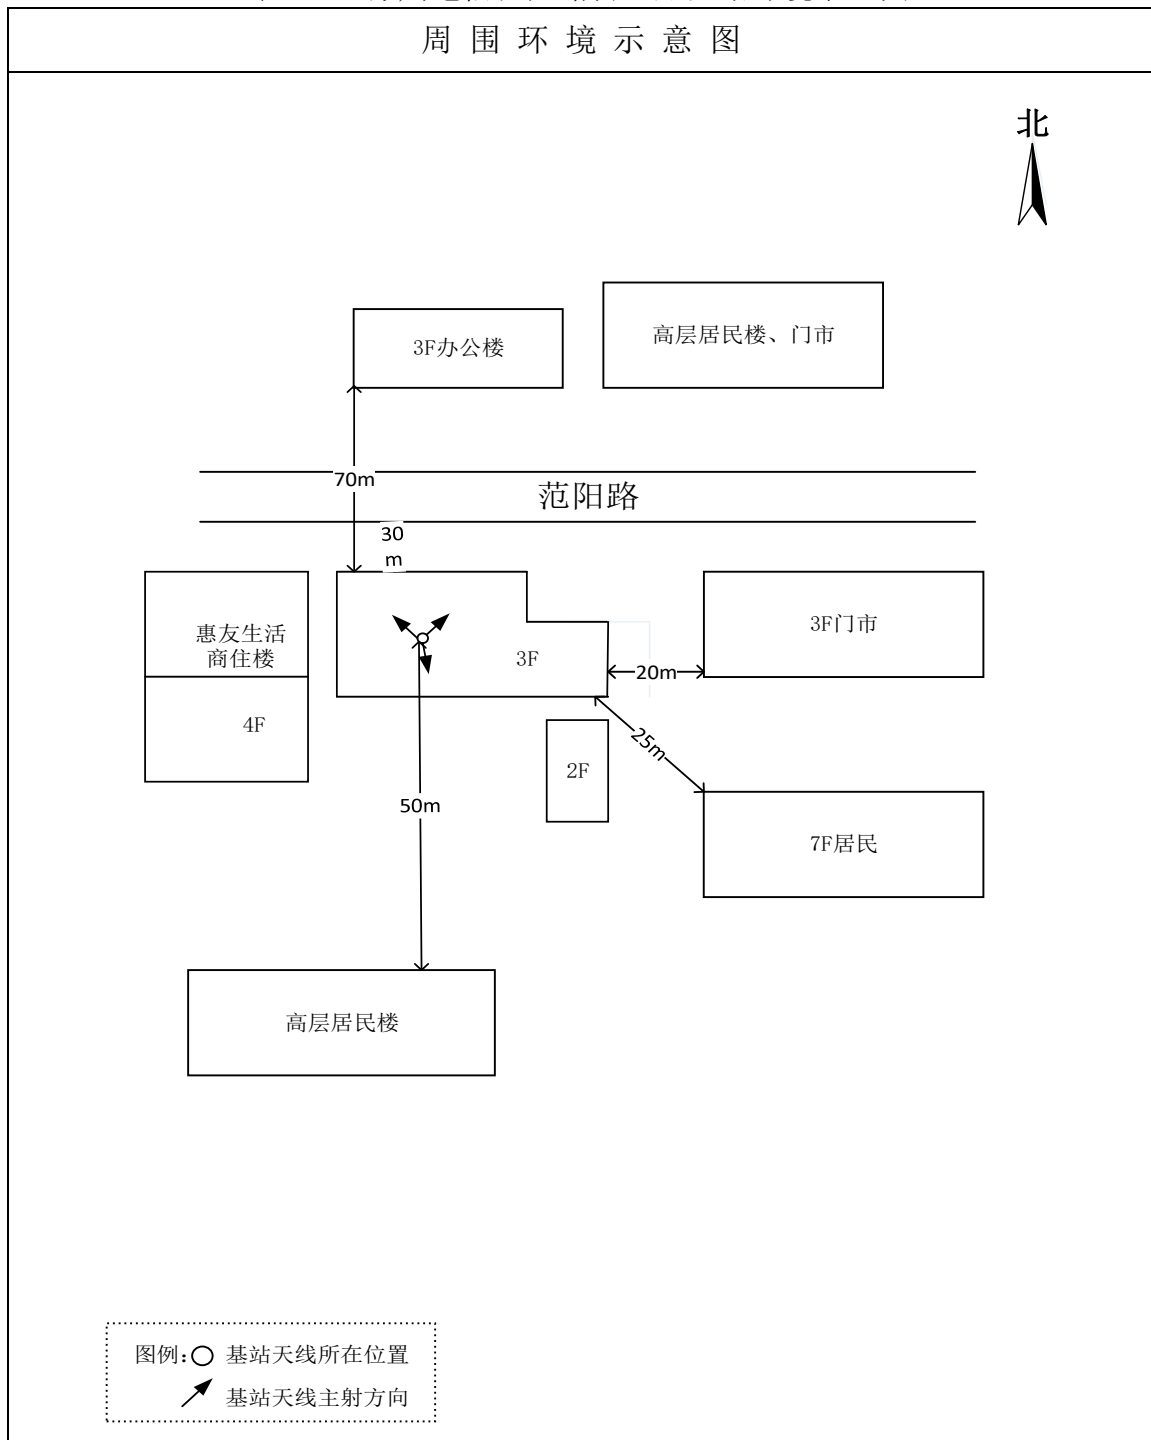 周围环境示意图
北
高层居民楼、门市
3F办公楼
70m
范阳路
30
m
惠友生活
商住楼
3F门市
3F
20m
4F
25m
2F
50m
7F居民
高层居民楼
图例:
基站天线所在位置
基站天线主射方向